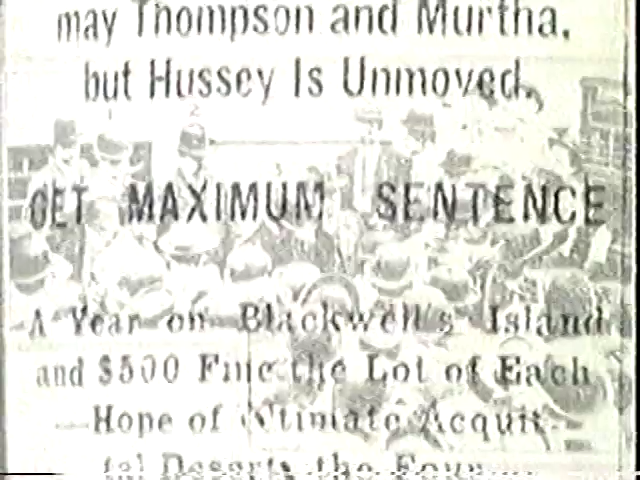 may Thompson and Murtha,
but Hussey Is Unmoved.
GET MAXIMUM SENTENCE
A Year on Blackwell's Island
and $500 Fine the Lot of Each
—Hope of Ultimate Acquit-
tal Deserts the Four.